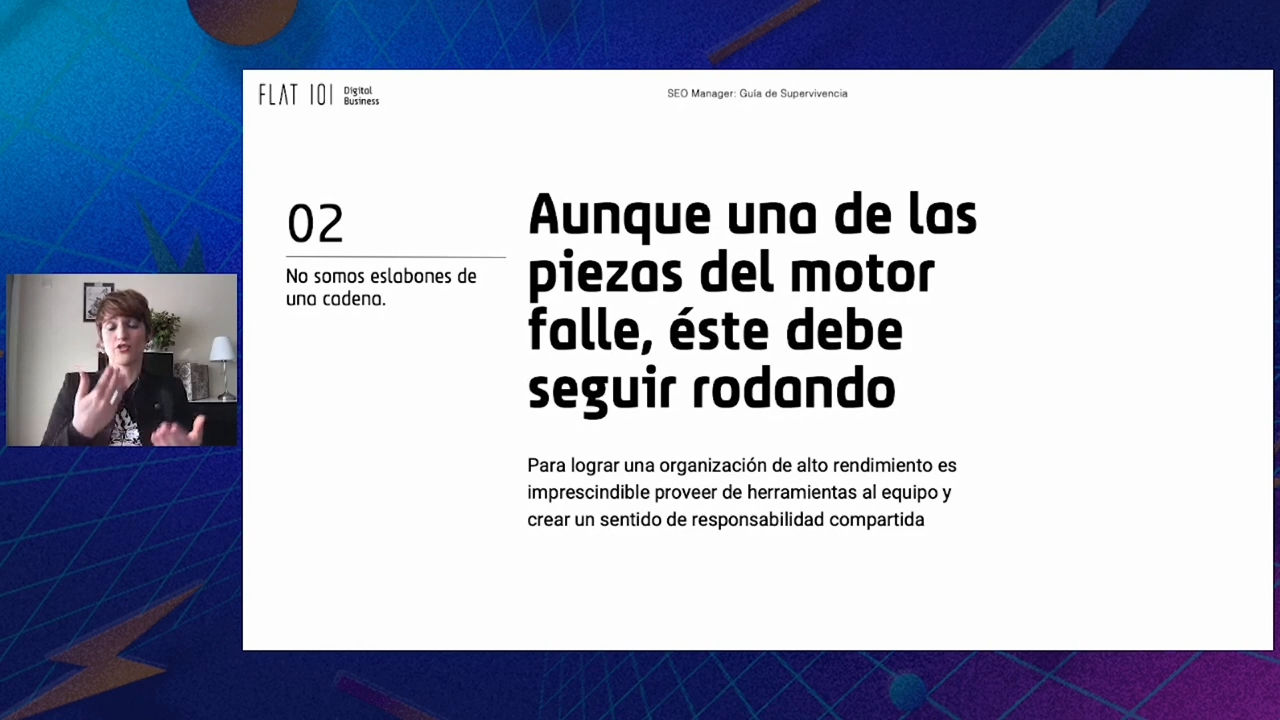 FLAT 101 Digital Business
SEO Manager: Guía de Supervivencia
02
No somos eslabones de
una cadena.
Aunque una de las
piezas del motor
falle, éste debe
seguir rodando
Para lograr una organización de alto rendimiento es
imprescindible proveer de herramientas al equipo y
crear un sentido de responsabilidad compartida